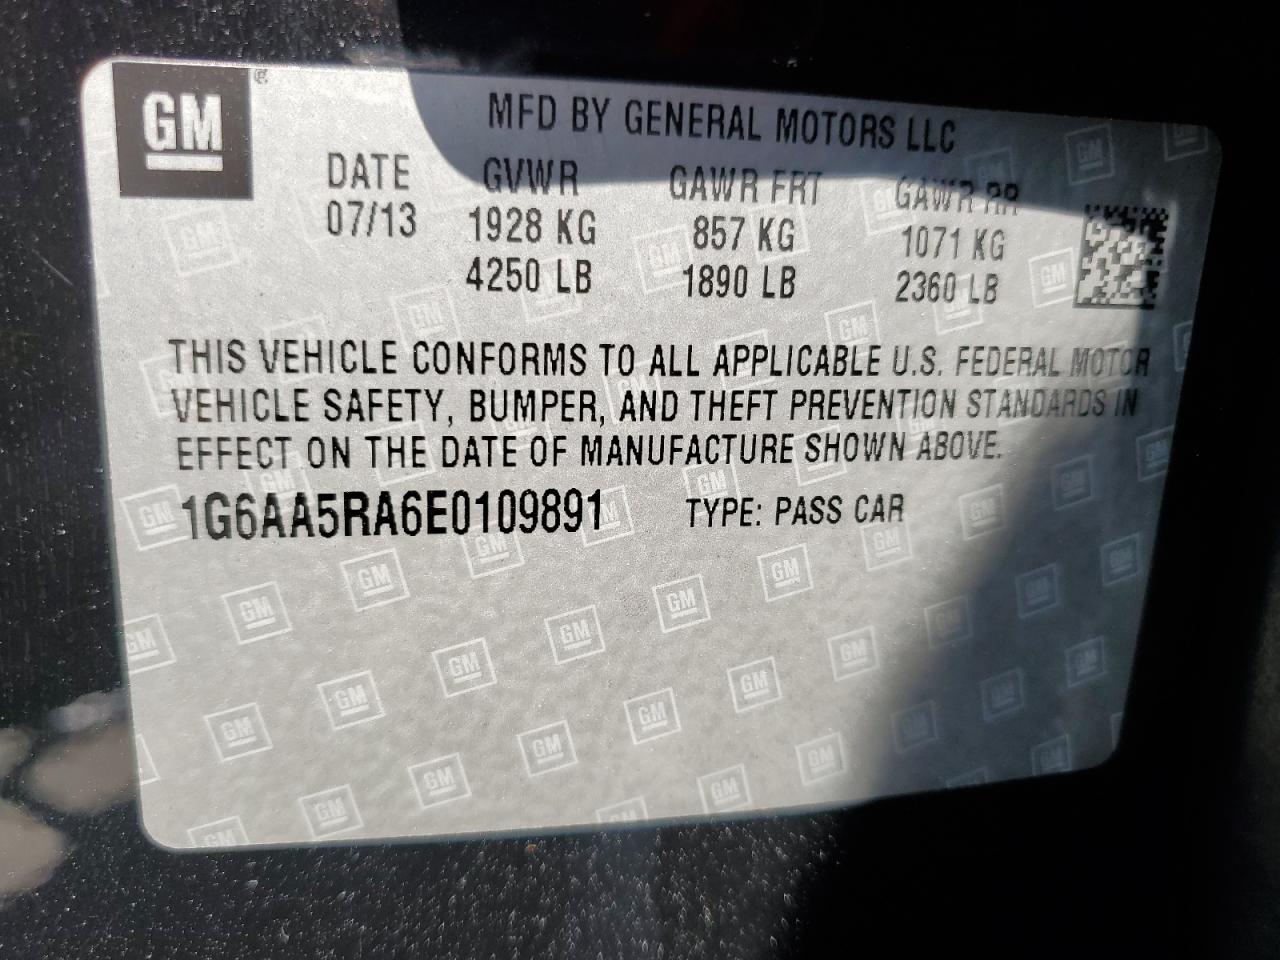 GM
MFD BY GENERAL MOTORS LLC
DATE GVWR GAWR FRT GAWR RR
07/13 1928 KG 857 KG 1071 KG
4250 LB 1890 LB 2360 LB
THIS VEHICLE CONFORMS TO ALL APPLICABLE U.S. FEDERAL MOTOR
VEHICLE SAFETY, BUMPER, AND THEFT PREVENTION STANDARDS IN
EFFECT ON THE DATE OF MANUFACTURE SHOWN ABOVE.
1G6AA5RA6E0109891 TYPE: PASS CAR